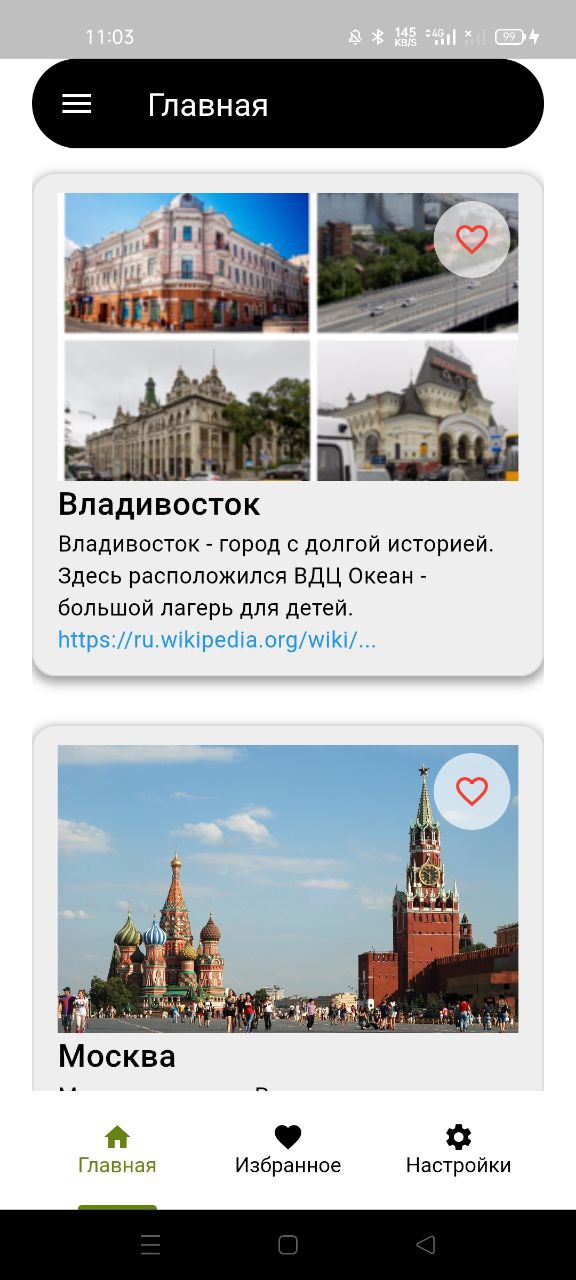 11:03
145
KB/S
4G
99
Главная
Владивосток
Владивосток - город с долгой историей.
Здесь расположился ВДЦ Океан -
большой лагерь для детей.
https://ru.wikipedia.org/wiki/...
Москва
Главная
Избранное
Настройки